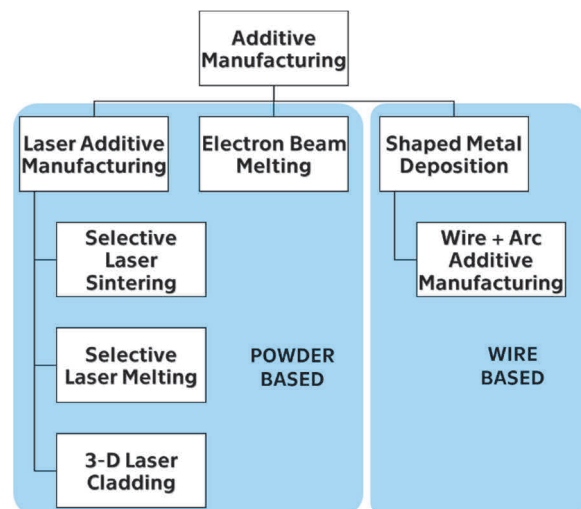 Additive
Manufacturing
Laser Additive
Manufacturing
Electron Beam
Melting
Shaped Metal
Deposition
Selective
Laser
Sintering
Wire + Arc
Additive
Manufacturing
Selective
Laser Melting
POWDER
BASED
WIRE
BASED
3-D Laser
Cladding